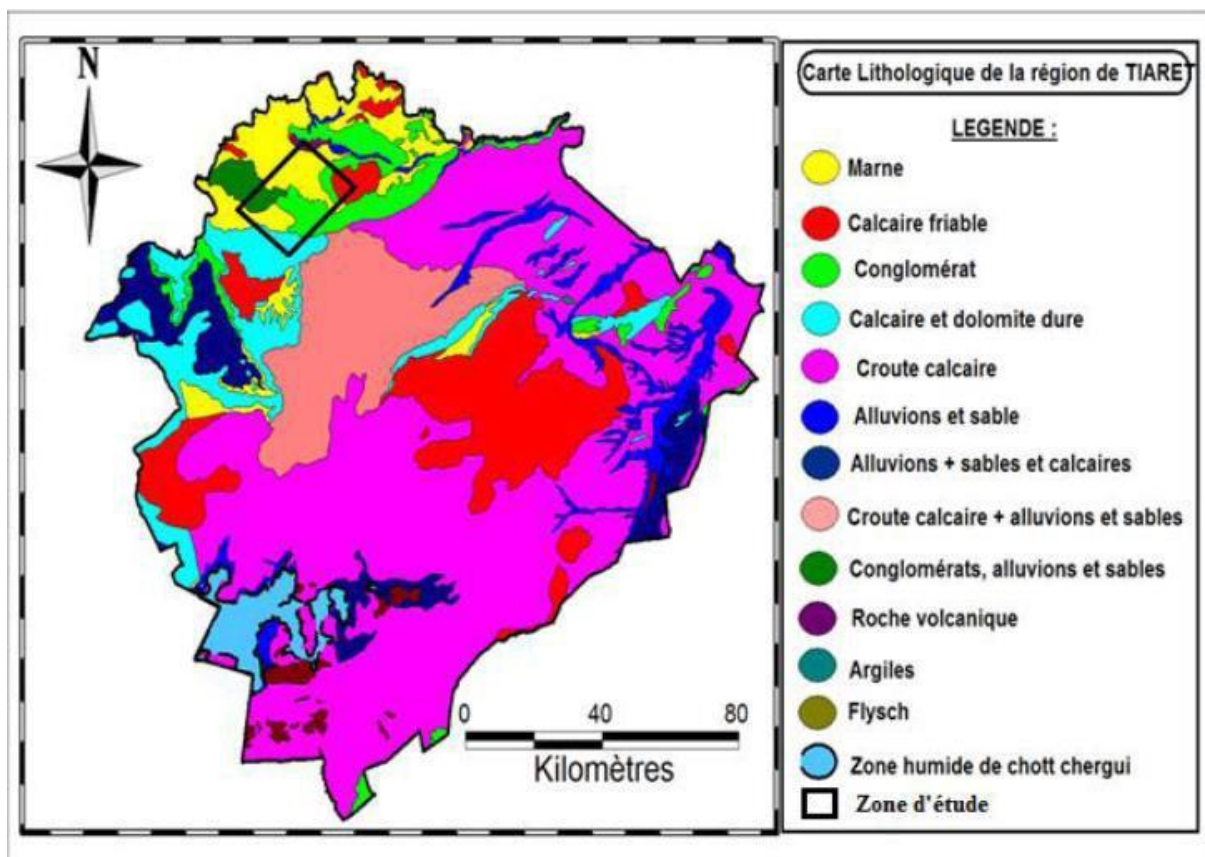 N
0 40 80
Kilomètres
Carte Lithologique de la région de TIARET
LEGENDE :
Marne
Calcaire friable
Conglomérat
Calcaire et dolomite dure
Croute calcaire
Alluvions et sable
Alluvions + sables et calcaires
Croute calcaire + alluvions et sables
Conglomérats, alluvions et sables
Roche volcanique
Argiles
Flysch
Zone humide de chott chergui
Zone d'étude